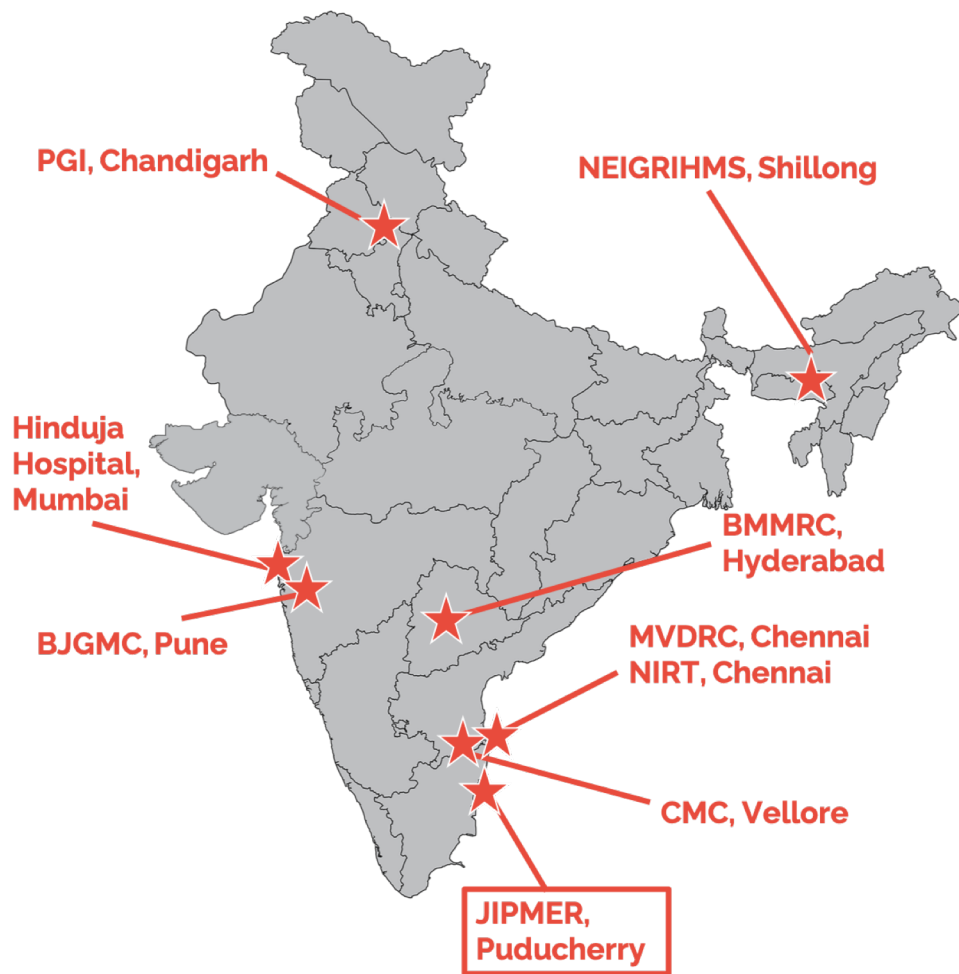 PGI, Chandigarh
NEIGRIHMS, Shillong
Hinduja
Hospital,
Mumbai
BMMRC,
Hyderabad
BJGMC, Pune
MVDRC, Chennai
NIRT, Chennai
CMC, Vellore
JIPMER,
Puducherry